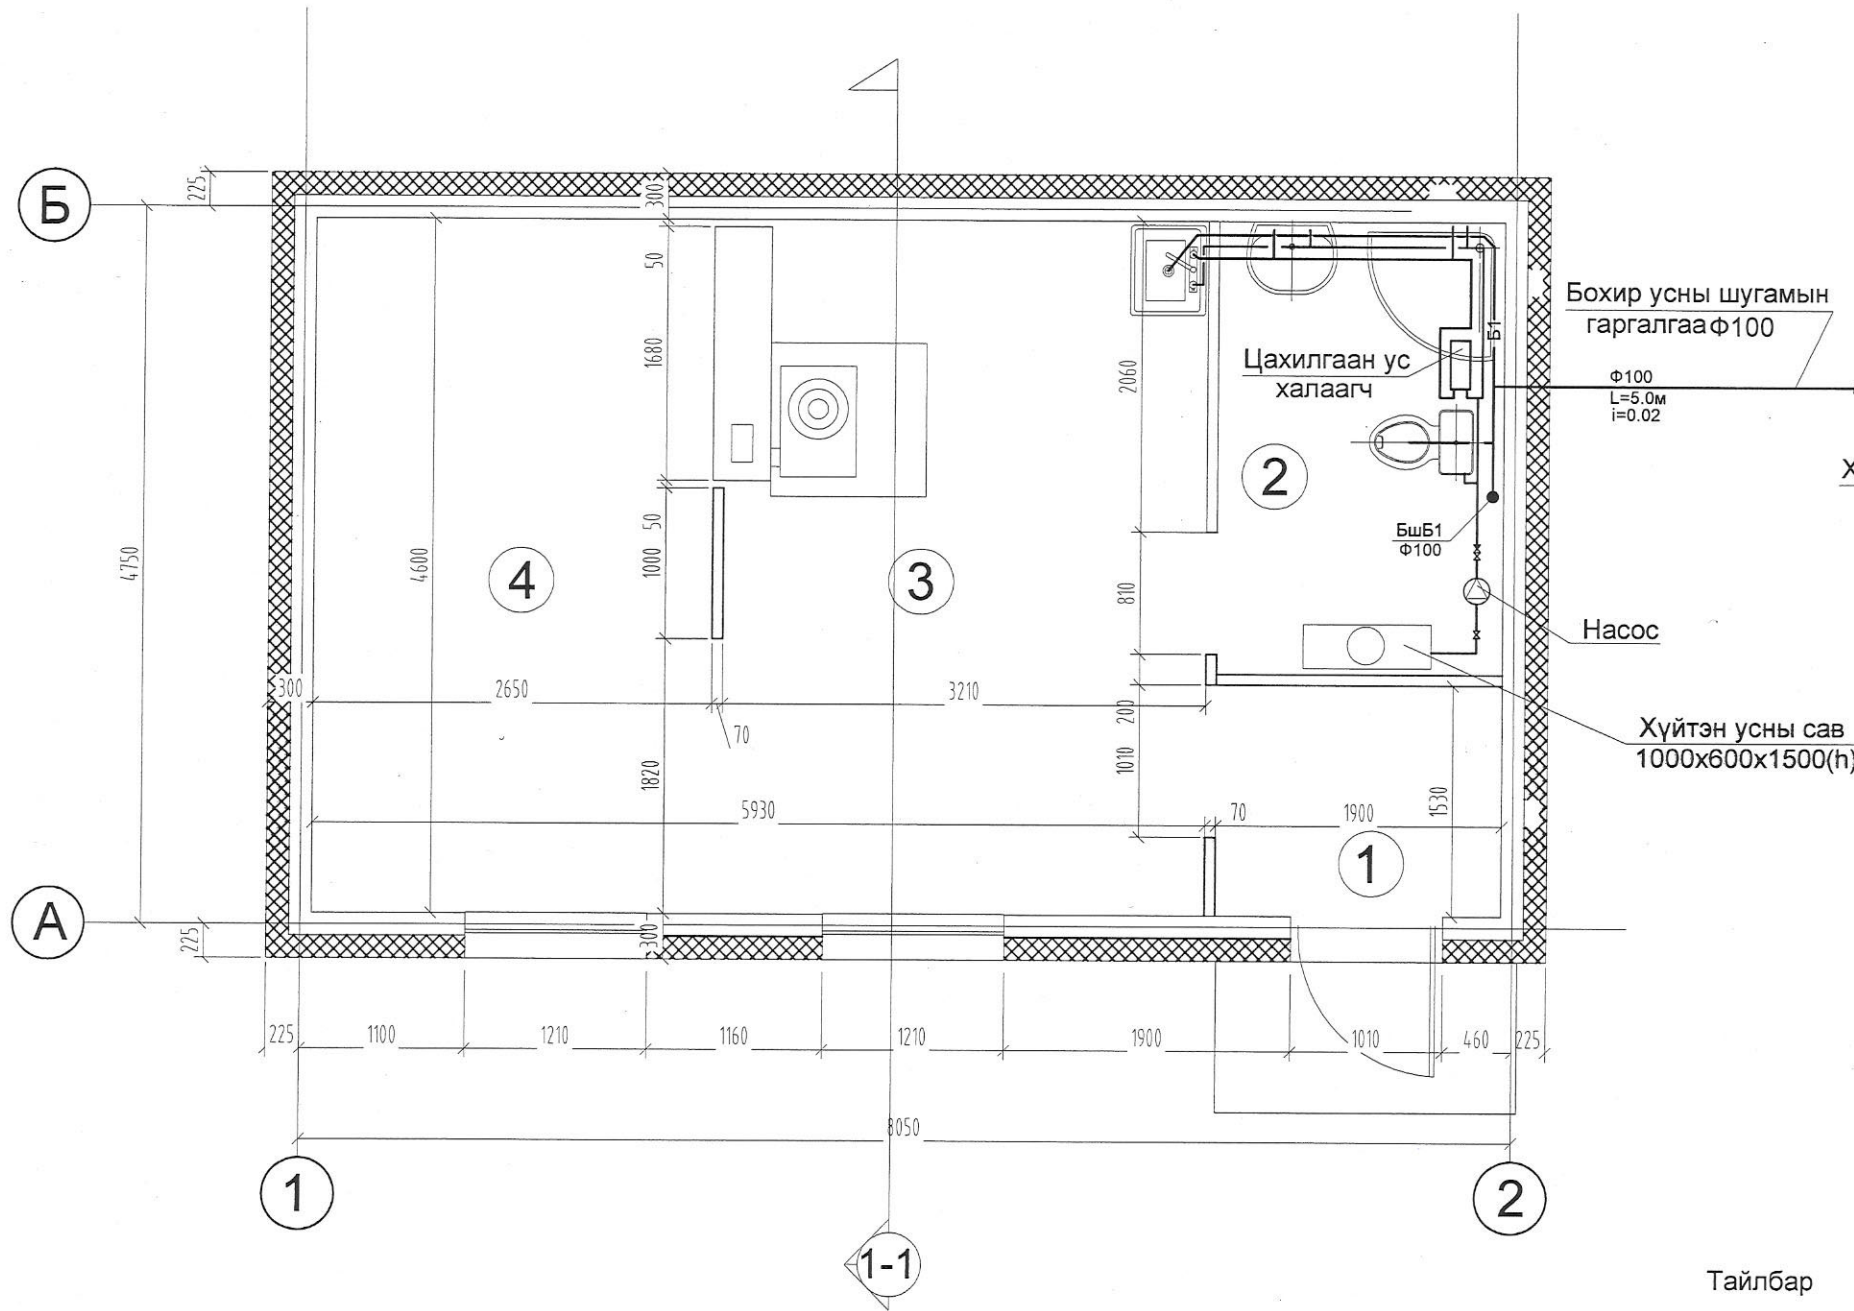 Б
225
300
50
Бохир усны шугамын
гаргалгааФ100
Б1
1680
2060
Цахилгаан ус
халаагч
Ф100
L=5.0м
i=0.02
2
Х
50
БшБ1
Ф100
4750
4600
1000
4
3
810
Насос
300
2650
3210
70
200
Хүйтэн усны сав
1000х600х1500(h)
1820
1010
5930
70
1900
1530
1
А
225
300
225
1100
1210
1160
1210
1900
1010
460
225
8050
1
2
1-1
Тайлбар